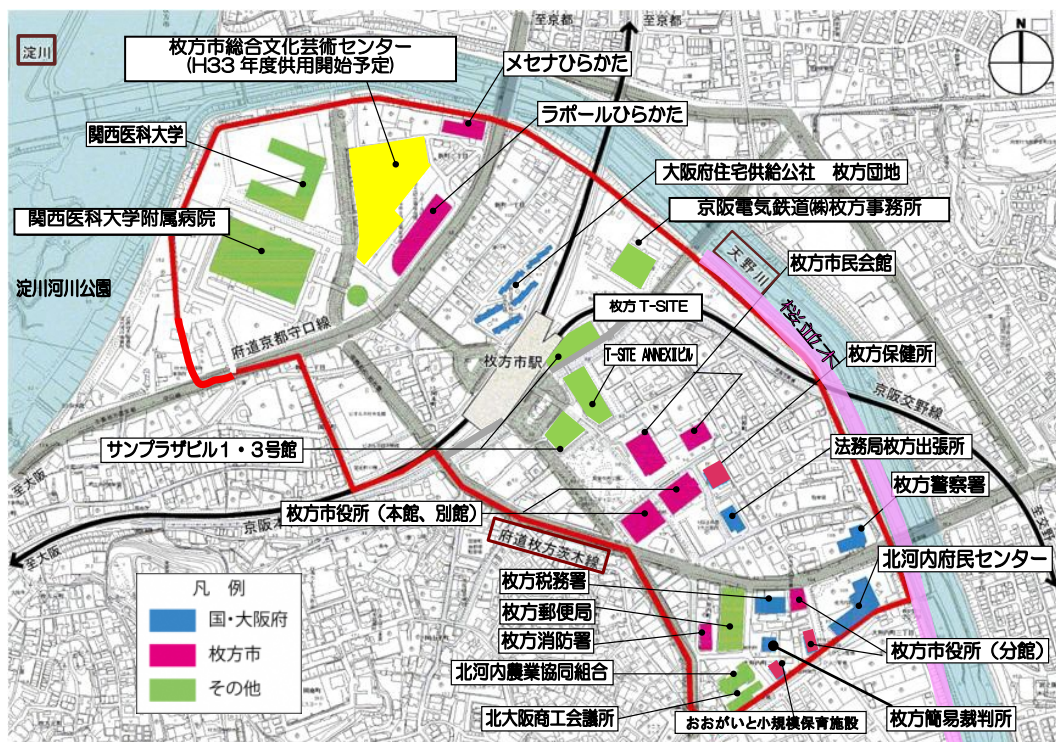 淀川
枚方市総合文化芸術センター
(H33 年度供用開始予定)
至京都
至京都
N
メセナひらかた
ラポールひらかた
関西医科大学
大阪府住宅供給公社 枚方団地
京阪電気鉄道㈱枚方事務所
関西医科大学附属病院
天野川
枚方市民会館
淀川河川公園
枚方 T-SITE
桜並木
府道京都守口線
T-SITE ANNEXⅡビル
枚方保健所
枚方市駅
京阪交野線
サンプラザビル1・3号館
法務局枚方出張所
至大阪
枚方警察署
枚方市役所（本館、別館）
京阪本
府道枚方茨木線
至大阪
至交野
北河内府民センター
凡 例
国・大阪府
枚方市
その他
枚方税務署
枚方郵便局
枚方消防署
枚方市役所（分館）
北河内農業協同組合
北大阪商工会議所
おおがいと小規模保育施設
枚方簡易裁判所